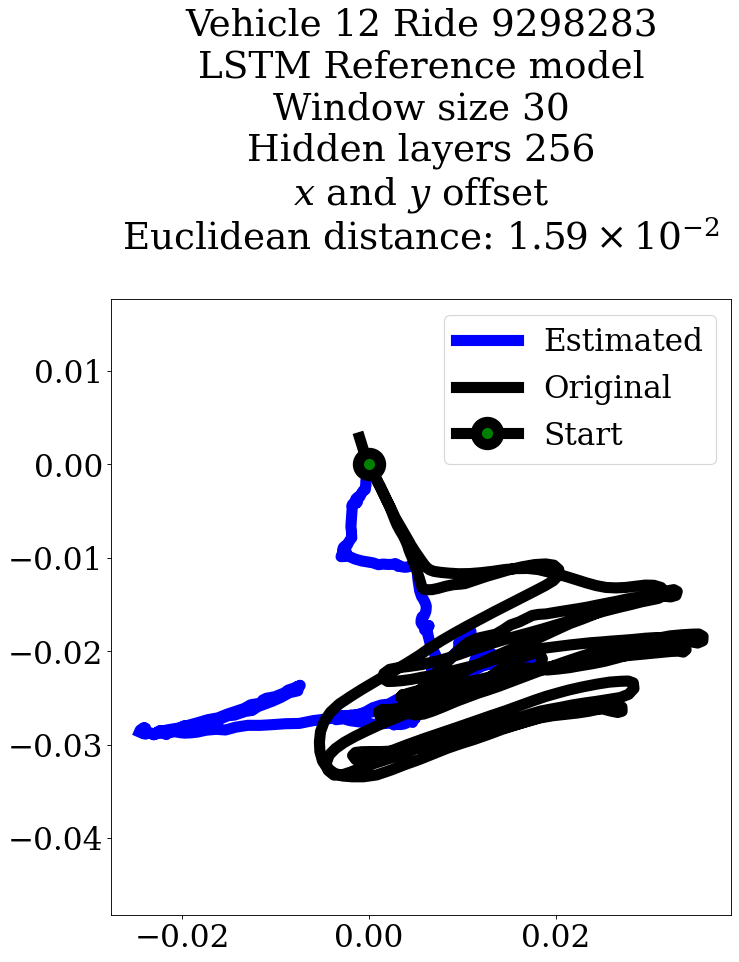 Vehicle 12 Ride 9298283
LSTM Reference model
Window size 30
Hidden layers 256
x and y offset
Euclidean distance: 1.59 × 10⁻²
Estimated
Original
Start
0.01
0.00
−0.01
−0.02
−0.03
−0.04
−0.02 0.00 0.02